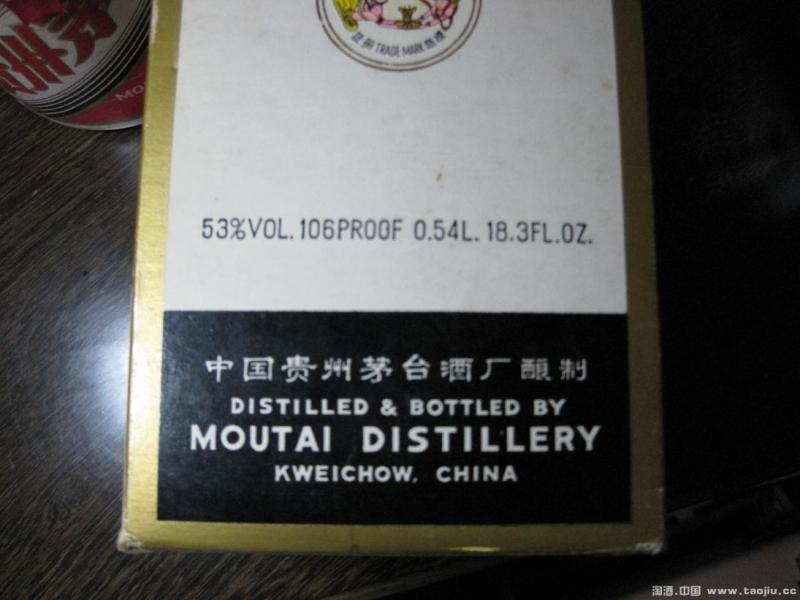 TRADE MARK
53%VOL. 106PROOF 0.54L. 18.3FL.OZ.
中国贵州茅台酒厂酿制
DISTILLED & BOTTLED BY
MOUTAI DISTILLERY
KWEICHOW, CHINA
淘酒.中国 www.taojiu.cc